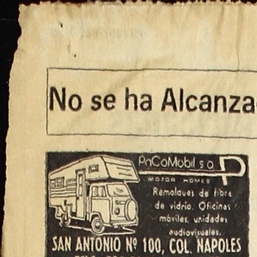 No se ha Alcanza
PaCoMobil s a
MOTOR HOMES
Remolques de fibra
de vidrio. Oficinas
móviles, unidades
audiovisuales.
SAN ANTONIO Nº 100, COL. NAPOLES